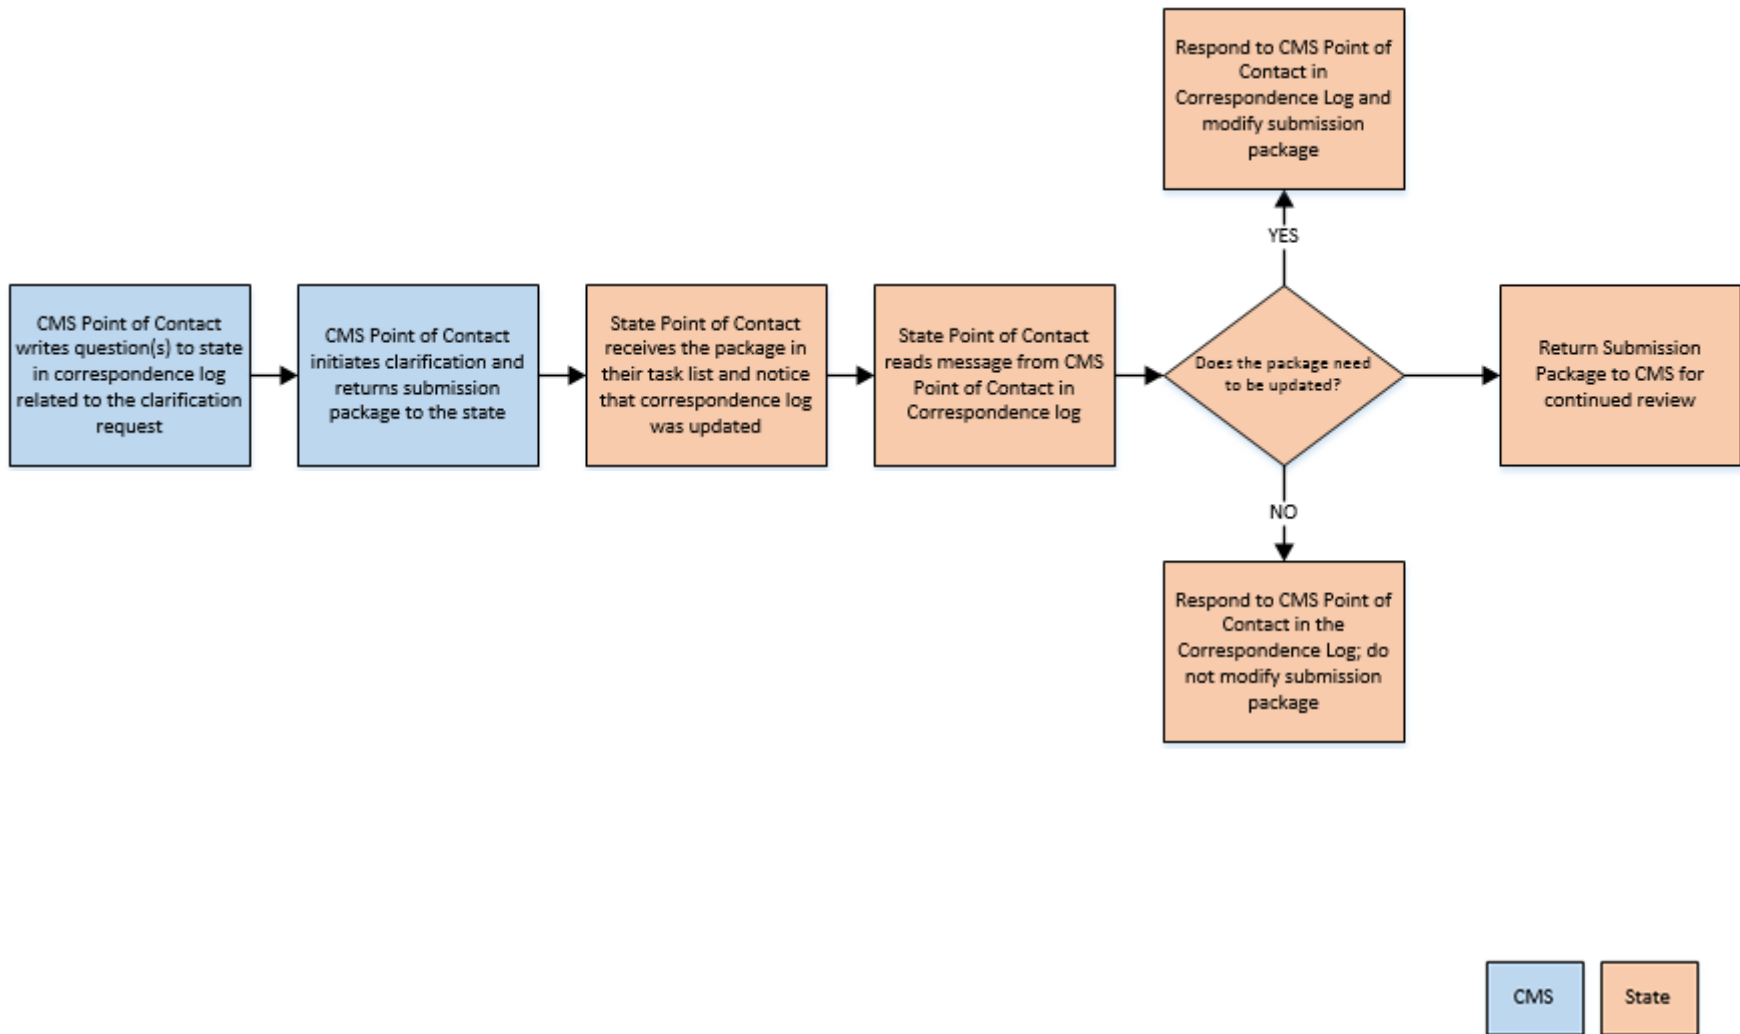 Respond to CMS Point of
Contact in
Correspondence Log and
modify submission
package
YES
CMS Point of Contact
writes question(s) to state
in correspondence log
related to the clarification
request
CMS Point of Contact
initiates clarification and
returns submission
package to the state
State Point of Contact
receives the package in
their task list and notice
that correspondence log
was updated
State Point of Contact
reads message from CMS
Point of Contact in
Correspondence log
Does the package need
to be updated?
Return Submission
Package to CMS for
continued review
NO
Respond to CMS Point of
Contact in the
Correspondence Log; do
not modify submission
package
CMS
State